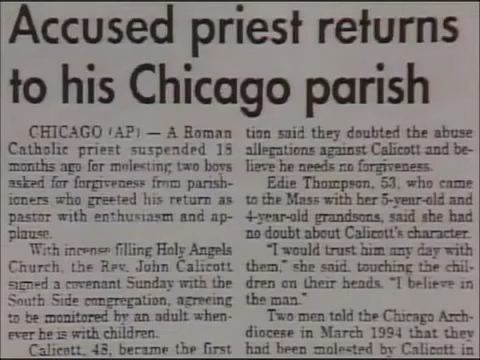 Accused priest returns
to his Chicago parish
CHICAGO (AP) — A Roman
Catholic priest suspended 18
months ago for molesting two boys
asked for forgiveness from parish-
ioners who greeted his return as
pastor with enthusiasm and ap-
plause.
With incense filling Holy Angels
Church, the Rev. John Calicott
signed a covenant Sunday with the
South Side congregation, agreeing
to be monitored by an adult when-
ever he is with children.
Calicott, 48, became the first
tion said they doubted the abuse
allegations against Calicott and be-
lieve he needs no forgiveness.
Edie Thompson, 53, who came
to the Mass with her 5-year-old and
4-year-old grandsons, said she had
no doubt about Calicott's character.
"I would trust him any day with
them," she said, touching the chil-
dren on their heads. "I believe in
the man."
Two men told the Chicago Arch-
diocese in March 1994 that they
had been molested by Calicott in